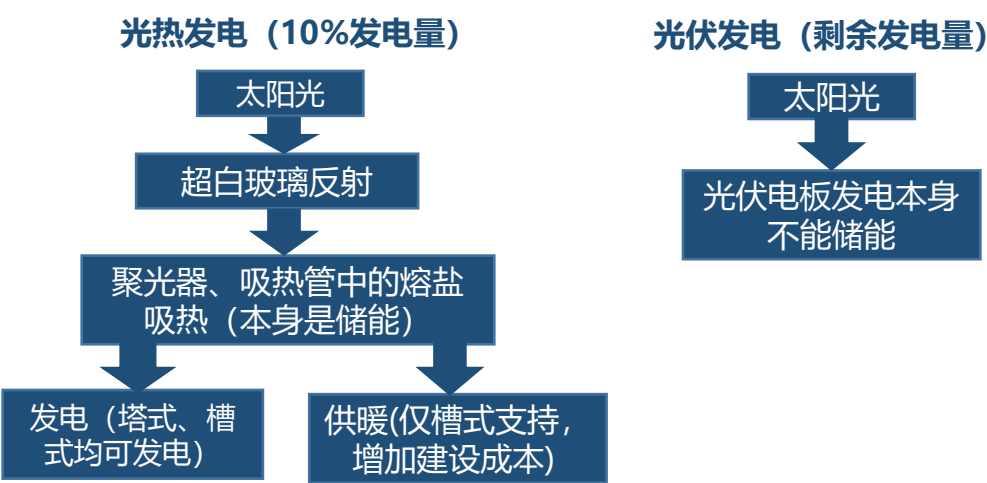 光热发电（10%发电量）
太阳光
超白玻璃反射
聚光器、吸热管中的熔盐
吸热（本身是储能）
发电（塔式、槽
式均可发电）
供暖(仅槽式支持，
增加建设成本)
光伏发电（剩余发电量）
太阳光
光伏电板发电本身
不能储能